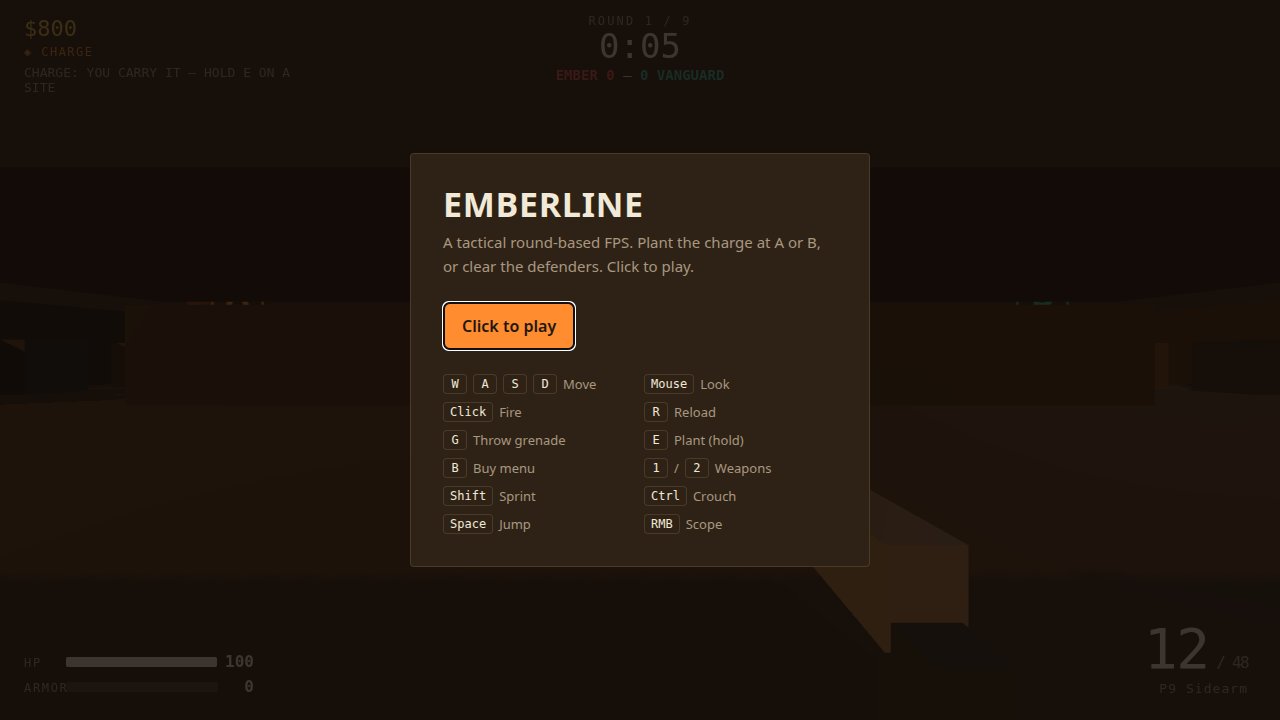 $800
◈ CHARGE
CHARGE: YOU CARRY IT — HOLD E ON A
SITE
ROUND 1 / 9
0:05
EMBER 0 — 0 VANGUARD
EMBERLINE
A tactical round-based FPS. Plant the charge at A or B,
or clear the defenders. Click to play.
Click to play
W A S D Move
Mouse Look
Click Fire
R Reload
G Throw grenade
E Plant (hold)
B Buy menu
1 / 2 Weapons
Shift Sprint
Ctrl Crouch
Space Jump
RMB Scope
HP 100
ARMOR 0
12 / 48
P9 Sidearm